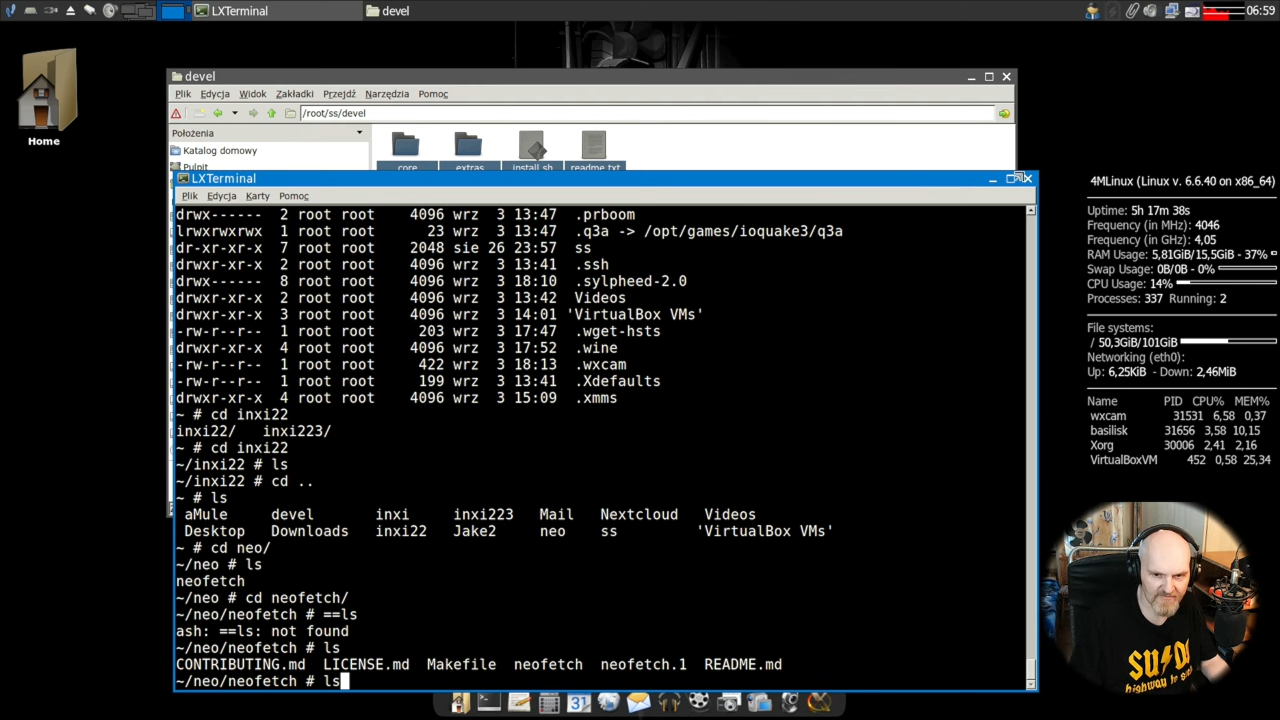 LXTerminal
devel
06:59
Home
devel
Plik Edycja Widok Zakładki Przejdź Narzędzia Pomoc
/root/ss/devel
Położenia
Katalog domowy
Pulpit
core extras install.sh readme.txt
LXTerminal
Plik Edycja Karty Pomoc
drwx------ 2 root root 4096 wrz 3 13:47 .prboom
lrwxrwxrwx 1 root root 23 wrz 3 13:47 .q3a -> /opt/games/ioquake3/q3a
dr-xr-xr-x 7 root root 2048 sie 26 23:57 ss
drwxr-xr-x 2 root root 4096 wrz 3 13:41 .ssh
drwx------ 8 root root 4096 wrz 3 18:10 .sylpheed-2.0
drwxr-xr-x 2 root root 4096 wrz 3 13:42 Videos
drwxr-xr-x 3 root root 4096 wrz 3 14:01 'VirtualBox VMs'
-rw-r--r-- 1 root root 203 wrz 3 17:47 .wget-hsts
drwxr-xr-x 4 root root 4096 wrz 3 17:52 .wine
-rw-r--r-- 1 root root 422 wrz 3 18:13 .wxcam
-rw-r--r-- 1 root root 199 wrz 3 13:41 .Xdefaults
drwxr-xr-x 4 root root 4096 wrz 3 15:09 .xmms
~ # cd inxi22
inxi22/ inxi223/
~ # cd inxi22
~/inxi22 # ls
~/inxi22 # cd ..
~ # ls
aMule devel inxi inxi223 Mail Nextcloud Videos
Desktop Downloads inxi22 Jake2 neo ss 'VirtualBox VMs'
~ # cd neo/
~/neo # ls
neofetch
~/neo # cd neofetch/
~/neo/neofetch # ==ls
ash: ==ls: not found
~/neo/neofetch # ls
CONTRIBUTING.md LICENSE.md Makefile neofetch neofetch.1 README.md
~/neo/neofetch # ls
4MLinux (Linux v. 6.6.40 on x86_64)
Uptime: 5h 17m 38s
Frequency (in MHz): 4046
Frequency (in GHz): 4,05
RAM Usage: 5,81GiB/15,5GiB - 37%
Swap Usage: 0B/0B - 0%
CPU Usage: 14%
Processes: 337 Running: 2
File systems:
/ 50,3GiB/101GiB
Networking (eth0):
Up: 6,25KiB - Down: 2,46MiB
Name PID CPU% MEM%
wxcam 31531 6,58 0,37
basilisk 31656 3,58 10,15
Xorg 30006 2,41 2,16
VirtualBoxVM 452 0,58 25,34
31
highway to